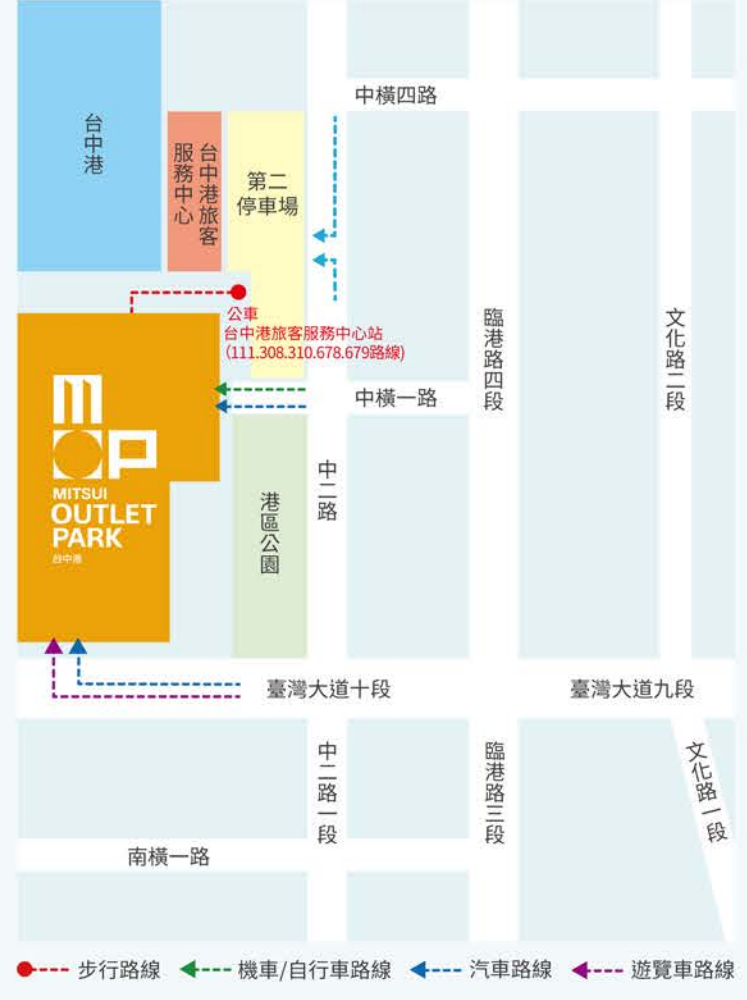 中橫四路
台中港
台中港旅客
服務中心
第二
停車場
公車
台中港旅客服務中心站
(111.308.310.678.679路線)
臨港路四段
文化路二段
中橫一路
mop
MITSUI
OUTLET
PARK
台中港
中二路
港區公園
臺灣大道十段
臺灣大道九段
中二路一段
臨港路三段
文化路一段
南橫一路
步行路線
機車/自行車路線
汽車路線
遊覽車路線